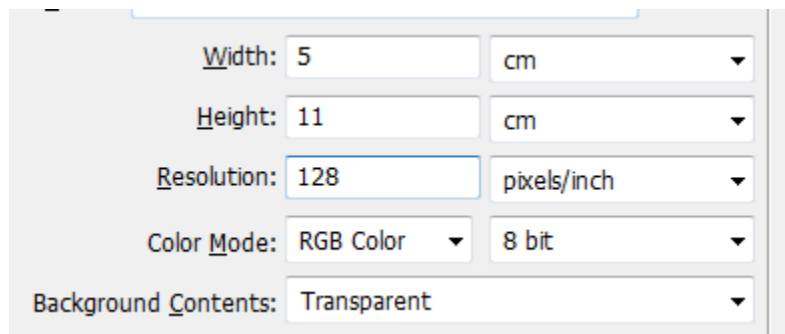 Width: 5 cm
Height: 11 cm
Resolution: 128 pixels/inch
Color Mode: RGB Color 8 bit
Background Contents: Transparent